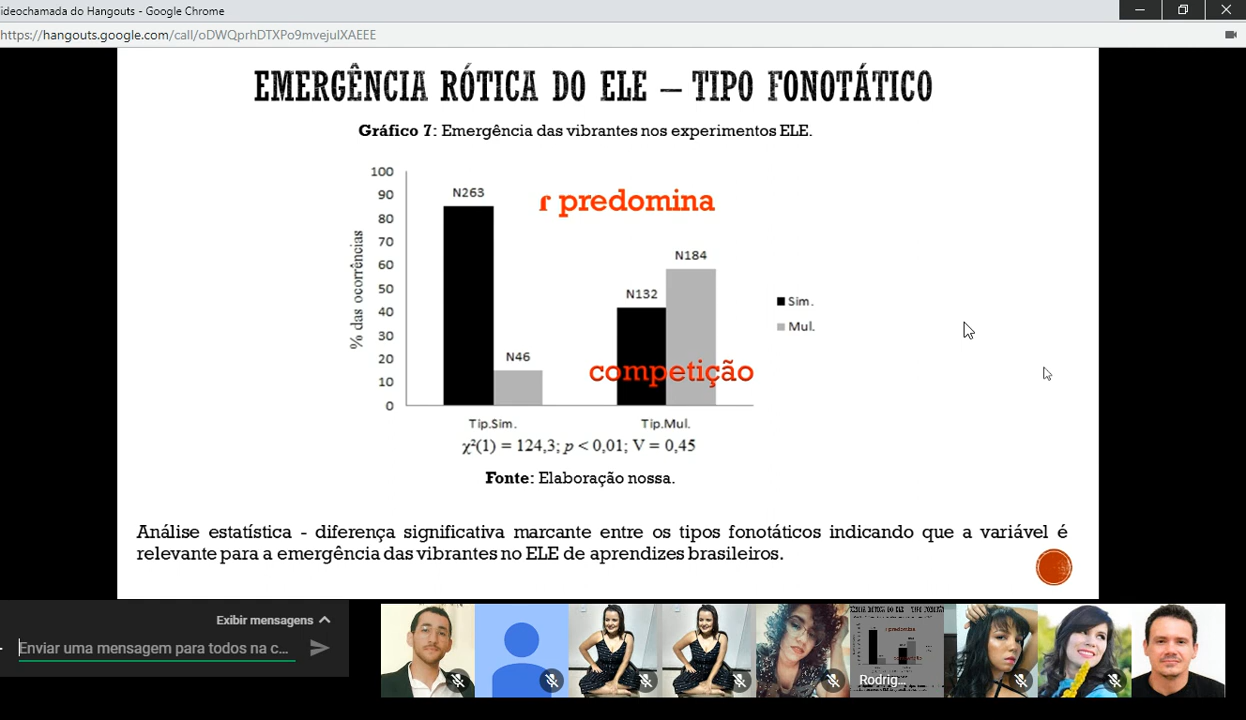 ideochamada do Hangouts - Google Chrome
https://hangouts.google.com/call/oDWQprhDTXPo9mvejulXAEEE
EMERGÊNCIA RÓTICA DO ELE – TIPO FONOTÁTICO
Gráfico 7: Emergência das vibrantes nos experimentos ELE.
% das ocorrências
100
90
80
70
60
50
40
30
20
10
0
N263
N46
N132
N184
ɾ predomina
competição
Sim.
Mul.
Tip.Sim.
Tip.Mul.
χ²(1) = 124,3; p < 0,01; V = 0,45
Fonte: Elaboração nossa.
Análise estatística - diferença significativa marcante entre os tipos fonotáticos indicando que a variável é
relevante para a emergência das vibrantes no ELE de aprendizes brasileiros.
Exibir mensagens
Enviar uma mensagem para todos na c...
Rodrig...